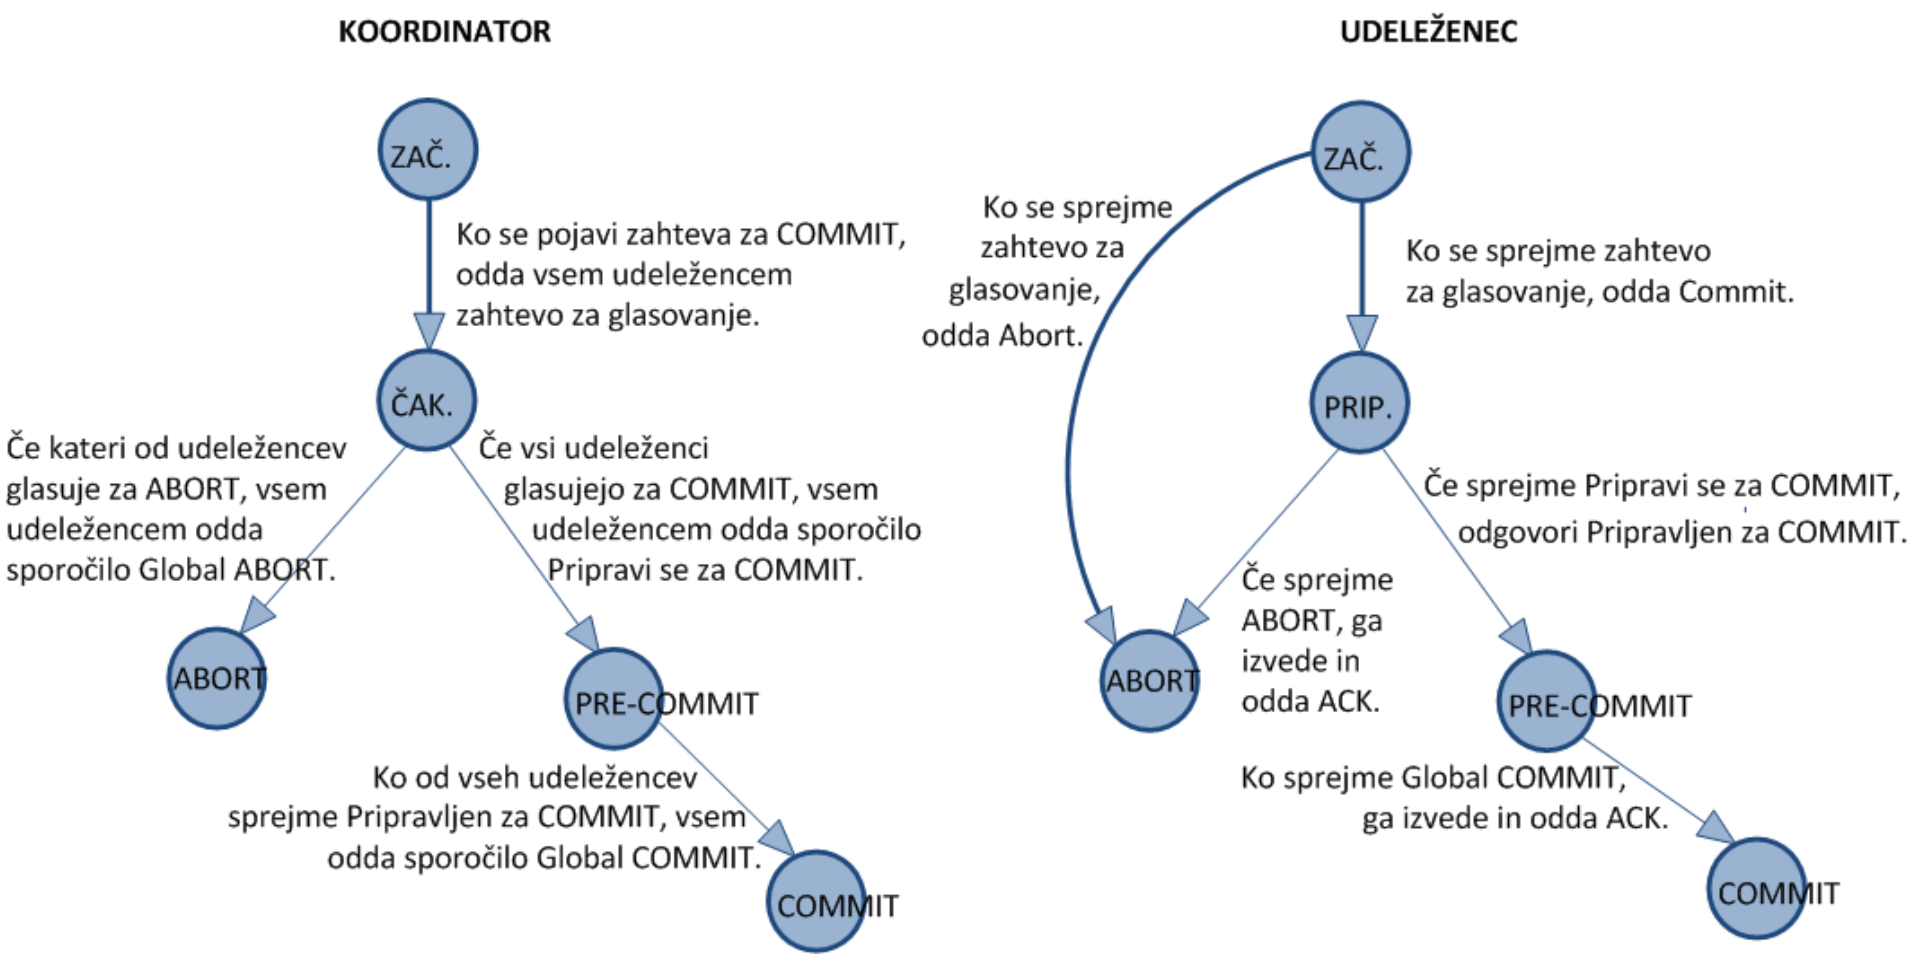 KOORDINATOR
ZAČ.
Ko se pojavi zahteva za COMMIT,
odda vsem udeležencem
zahtevo za glasovanje.
ČAK.
Če kateri od udeležencev
glasuje za ABORT, vsem
udeležencem odda
sporočilo Global ABORT.
Če vsi udeleženci
glasujejo za COMMIT, vsem
udeležencem odda sporočilo
Pripravi se za COMMIT.
ABORT
PRE-COMMIT
Ko od vseh udeležencev
sprejme Pripravljen za COMMIT, vsem
odda sporočilo Global COMMIT.
COMMIT
UDELEŽENEC
ZAČ.
Ko se sprejme
zahtevo za
glasovanje,
odda Abort.
Ko se sprejme zahtevo
za glasovanje, odda Commit.
PRIP.
Če sprejme Pripravi se za COMMIT,
odgovori Pripravljen za COMMIT.
Če sprejme
ABORT, ga
izvede in
odda ACK.
ABORT
PRE-COMMIT
Ko sprejme Global COMMIT,
ga izvede in odda ACK.
COMMIT